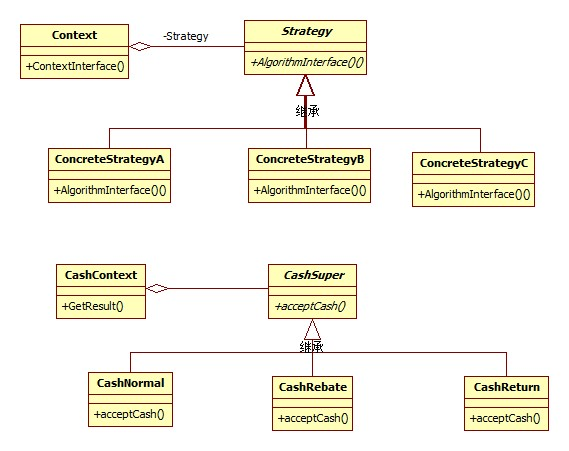 Context
-Strategy
Strategy
+ContextInterface()
+AlgorithmInterface()()
继承
ConcreteStrategyA
ConcreteStrategyB
ConcreteStrategyC
+AlgorithmInterface()()
+AlgorithmInterface()()
+AlgorithmInterface()()
CashContext
CashSuper
+GetResult()
+acceptCash()
继承
CashNormal
CashRebate
CashReturn
+acceptCash()
+acceptCash()
+acceptCash()